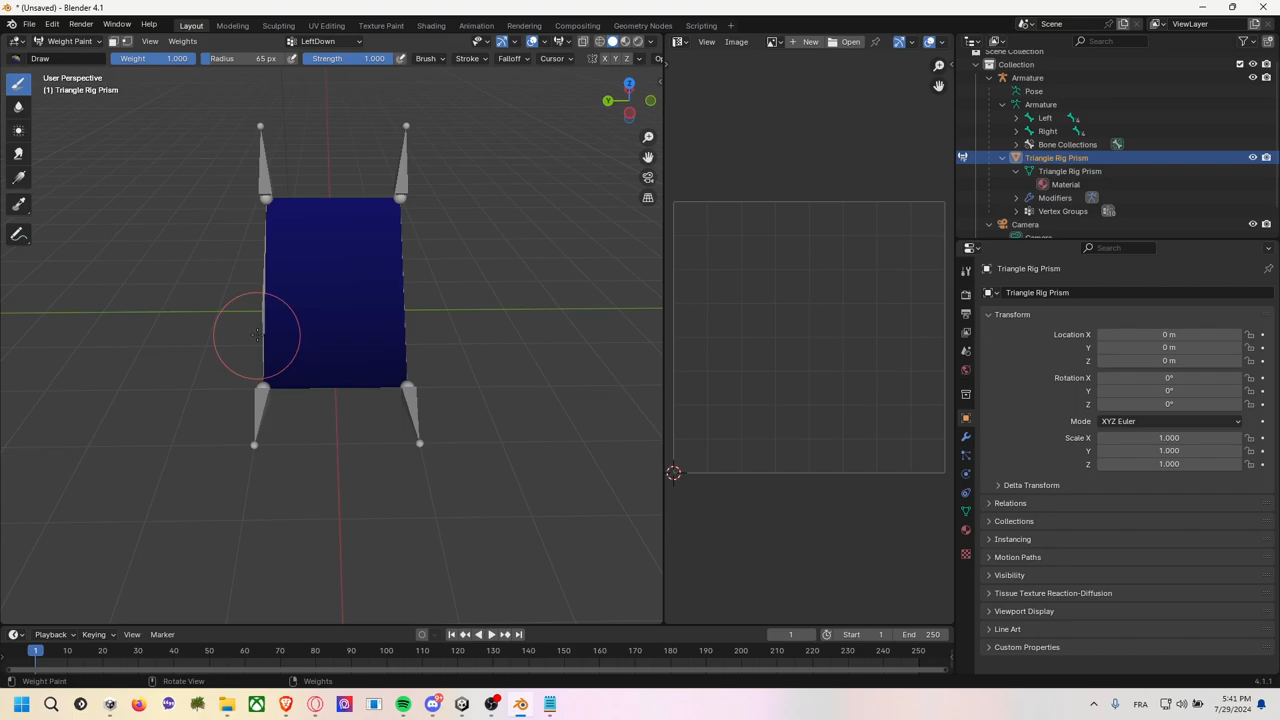 * (Unsaved) - Blender 4.1
File Edit Render Window Help Layout Modeling Sculpting UV Editing Texture Paint Shading Animation Rendering Compositing Geometry Nodes Scripting + Scene ViewLayer
Weight Paint View Weights LeftDown View Image New Open Search
Draw Weight 1.000 Radius 65 px Strength 1.000 Brush Stroke Falloff Cursor X Y Z
Scene Collection
Collection
User Perspective
(1) Triangle Rig Prism
Z
Y
Armature
Pose
Armature
Left 4
Right 4
Bone Collections
Triangle Rig Prism
Triangle Rig Prism
Material
Modifiers
Vertex Groups 10
Camera
Camera
Search
Triangle Rig Prism
Triangle Rig Prism
Transform
Location X 0 m
Y 0 m
Z 0 m
Rotation X 0°
Y 0°
Z 0°
Mode XYZ Euler
Scale X 1.000
Y 1.000
Z 1.000
Delta Transform
Relations
Collections
Instancing
Motion Paths
Visibility
Tissue Texture Reaction-Diffusion
Viewport Display
Line Art
Custom Properties
Playback Keying View Marker 1 Start 1 End 250
1 10 20 30 40 50 60 70 80 90 100 110 120 130 140 150 160 170 180 190 200 210 220 230 240 250
Weight Paint Rotate View Weights 4.1.1
FRA 5:41 PM
7/29/2024